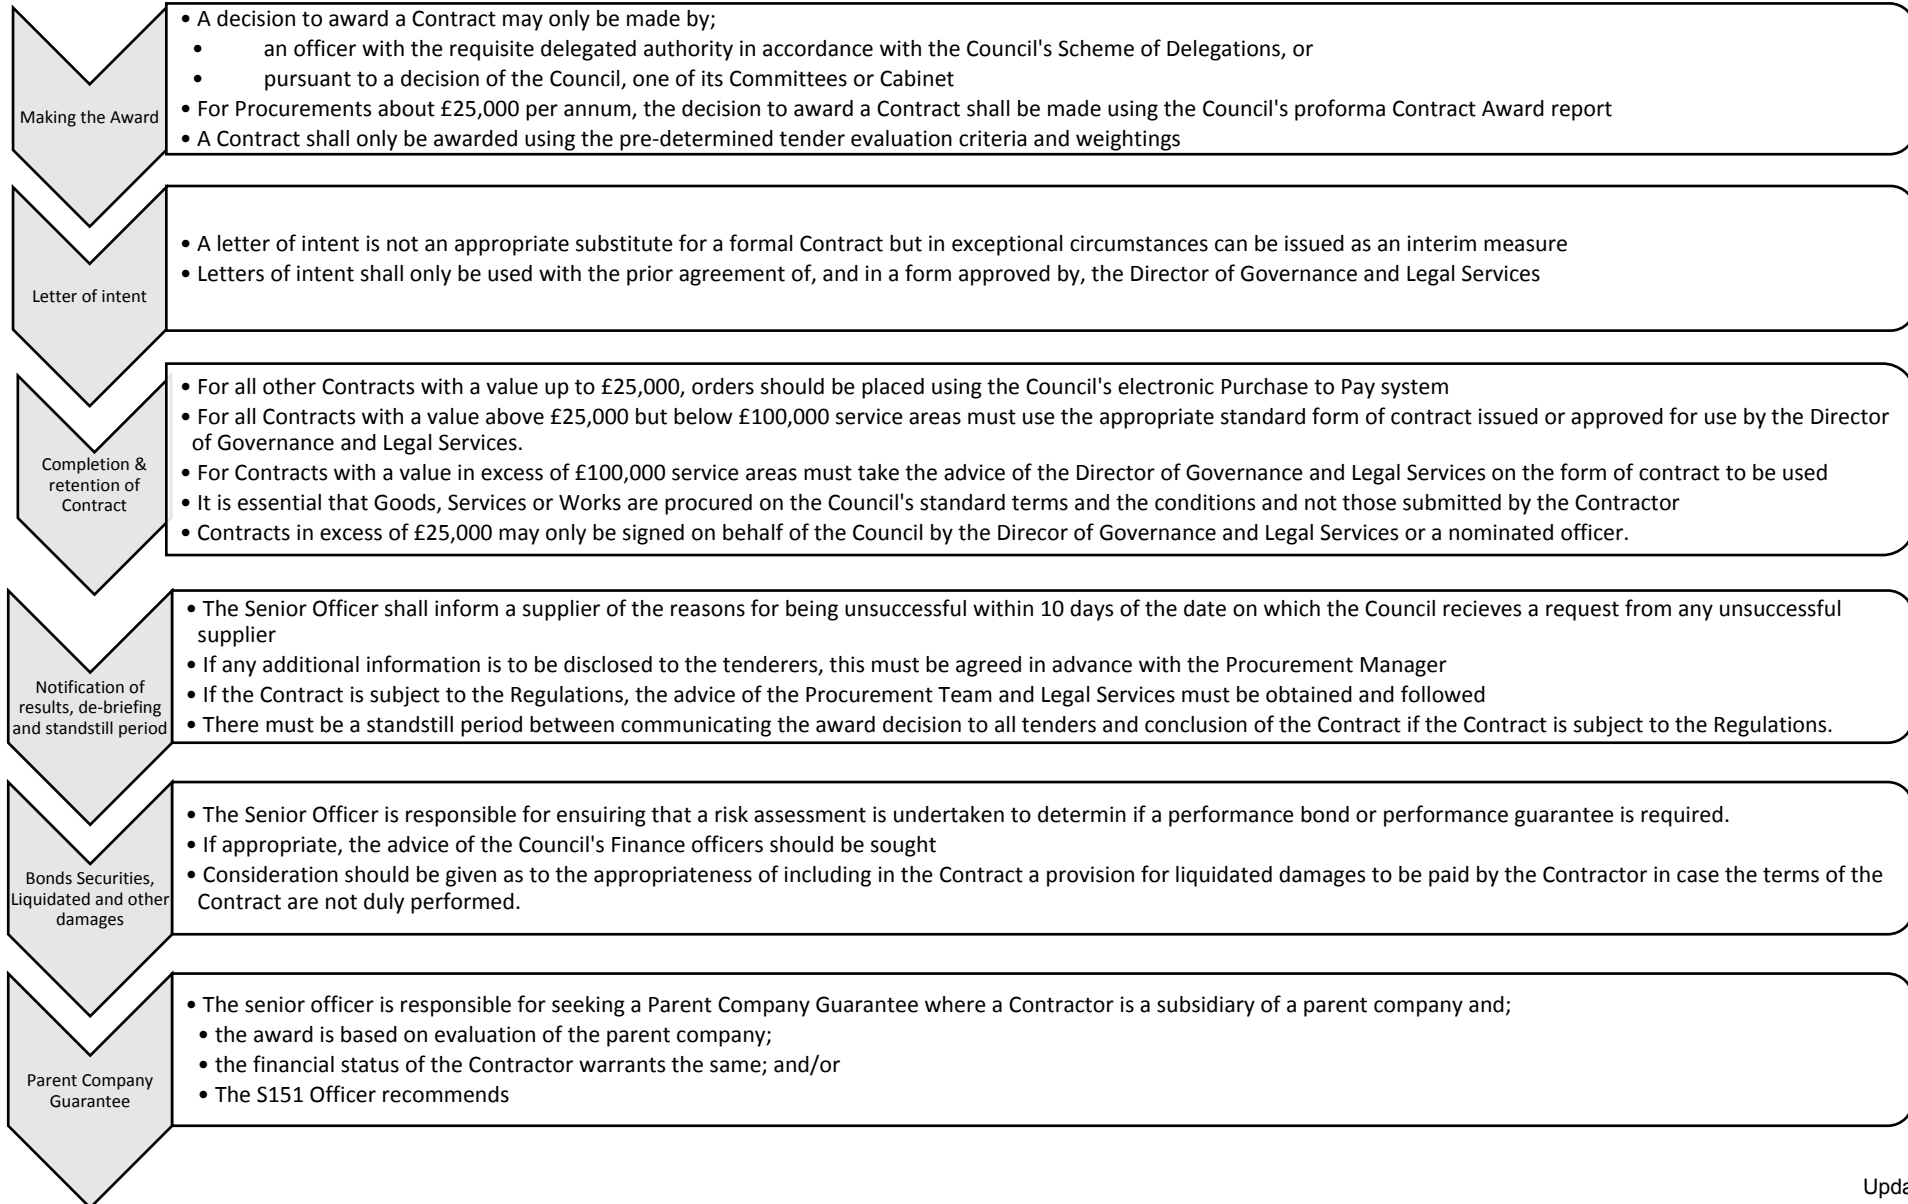 Making the Award
• A decision to award a Contract may only be made by;
• an officer with the requisite delegated authority in accordance with the Council's Scheme of Delegations, or
• pursuant to a decision of the Council, one of its Committees or Cabinet
• For Procurements about £25,000 per annum, the decision to award a Contract shall be made using the Council's proforma Contract Award report
• A Contract shall only be awarded using the pre-determined tender evaluation criteria and weightings
Letter of intent
• A letter of intent is not an appropriate substitute for a formal Contract but in exceptional circumstances can be issued as an interim measure
• Letters of intent shall only be used with the prior agreement of, and in a form approved by, the Director of Governance and Legal Services
Completion &
retention of
Contract
• For all other Contracts with a value up to £25,000, orders should be placed using the Council's electronic Purchase to Pay system
• For all Contracts with a value above £25,000 but below £100,000 service areas must use the appropriate standard form of contract issued or approved for use by the Director
of Governance and Legal Services.
• For Contracts with a value in excess of £100,000 service areas must take the advice of the Director of Governance and Legal Services on the form of contract to be used
• It is essential that Goods, Services or Works are procured on the Council's standard terms and the conditions and not those submitted by the Contractor
• Contracts in excess of £25,000 may only be signed on behalf of the Council by the Direcor of Governance and Legal Services or a nominated officer.
Notification of
results, de-briefing
and standstill period
• The Senior Officer shall inform a supplier of the reasons for being unsuccessful within 10 days of the date on which the Council recieves a request from any unsuccessful
supplier
• If any additional information is to be disclosed to the tenderers, this must be agreed in advance with the Procurement Manager
• If the Contract is subject to the Regulations, the advice of the Procurement Team and Legal Services must be obtained and followed
• There must be a standstill period between communicating the award decision to all tenders and conclusion of the Contract if the Contract is subject to the Regulations.
Bonds Securities,
Liquidated and other
damages
• The Senior Officer is responsible for ensuiring that a risk assessment is undertaken to determin if a performance bond or performance guarantee is required.
• If appropriate, the advice of the Council's Finance officers should be sought
• Consideration should be given as to the appropriateness of including in the Contract a provision for liquidated damages to be paid by the Contractor in case the terms of the
Contract are not duly performed.
Parent Company
Guarantee
• The senior officer is responsible for seeking a Parent Company Guarantee where a Contractor is a subsidiary of a parent company and;
• the award is based on evaluation of the parent company;
• the financial status of the Contractor warrants the same; and/or
• The S151 Officer recommends
Upda